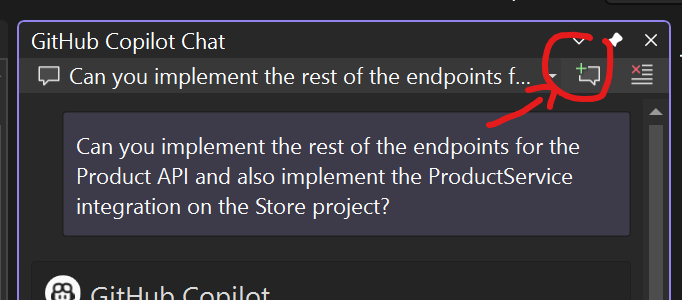 GitHub Copilot Chat
Can you implement the rest of the endpoints f...
Can you implement the rest of the endpoints for the
Product API and also implement the ProductService
integration on the Store project?
GitHub Copilot